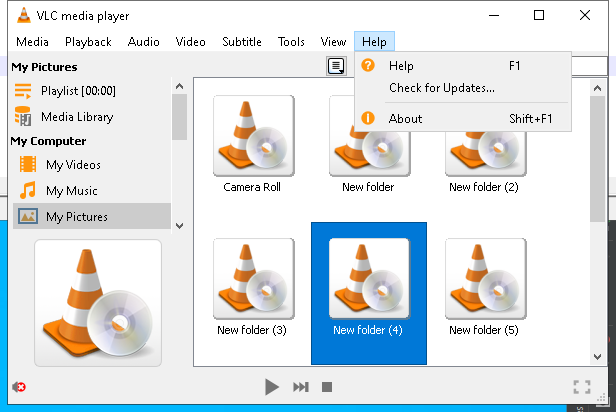 VLC media player
Media Playback Audio Video Subtitle Tools View Help
My Pictures
Playlist [00:00]
Media Library
My Computer
My Videos
My Music
My Pictures
Help F1
Check for Updates...
About Shift+F1
Camera Roll New folder New folder (2)
New folder (3) New folder (4) New folder (5)